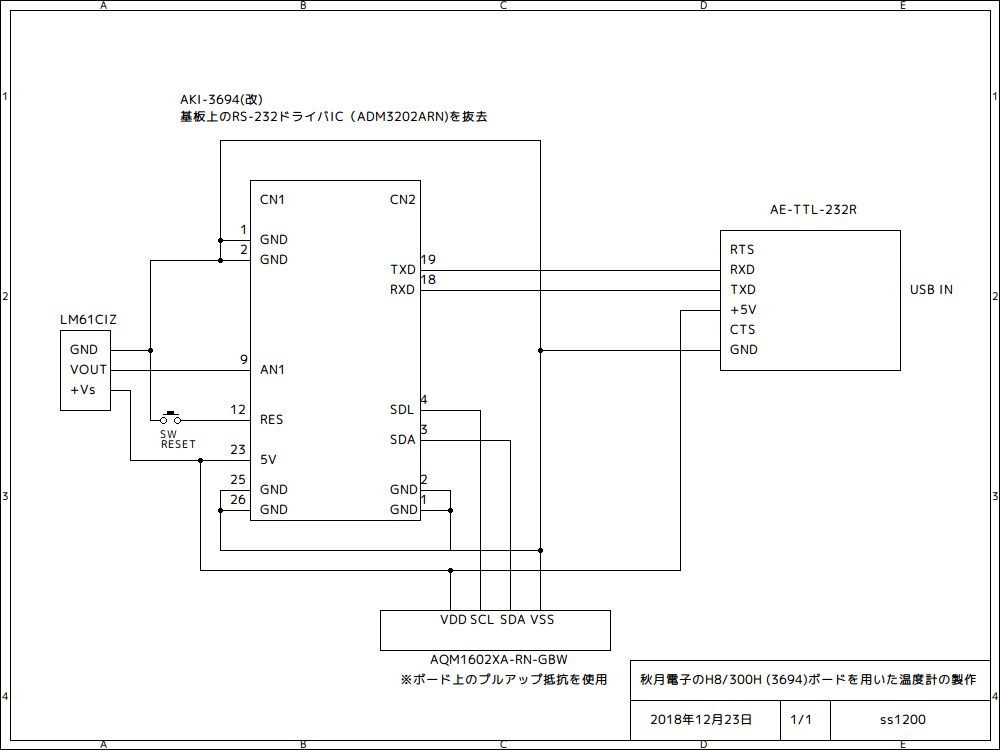 A B C D E
1 1
AKI-3694(改)
基板上のRS-232ドライバIC（ADM3202ARN)を抜去
CN1 CN2
AE-TTL-232R
1 GND
2 GND
TXD 19
RXD 18
RTS
RXD
TXD
+5V
CTS
GND
USB IN
2 2
LM61CIZ
GND
VOUT
+Vs
9 AN1
12 RES
SW
RESET
23 5V
25 GND
26 GND
SDL 4
SDA 3
GND 2
GND 1
3 3
VDD SCL SDA VSS
AQM1602XA-RN-GBW
※ボード上のプルアップ抵抗を使用
秋月電子のH8/300H (3694)ボードを用いた温度計の製作
4 4
2018年12月23日 1/1 ss1200
A B C D E